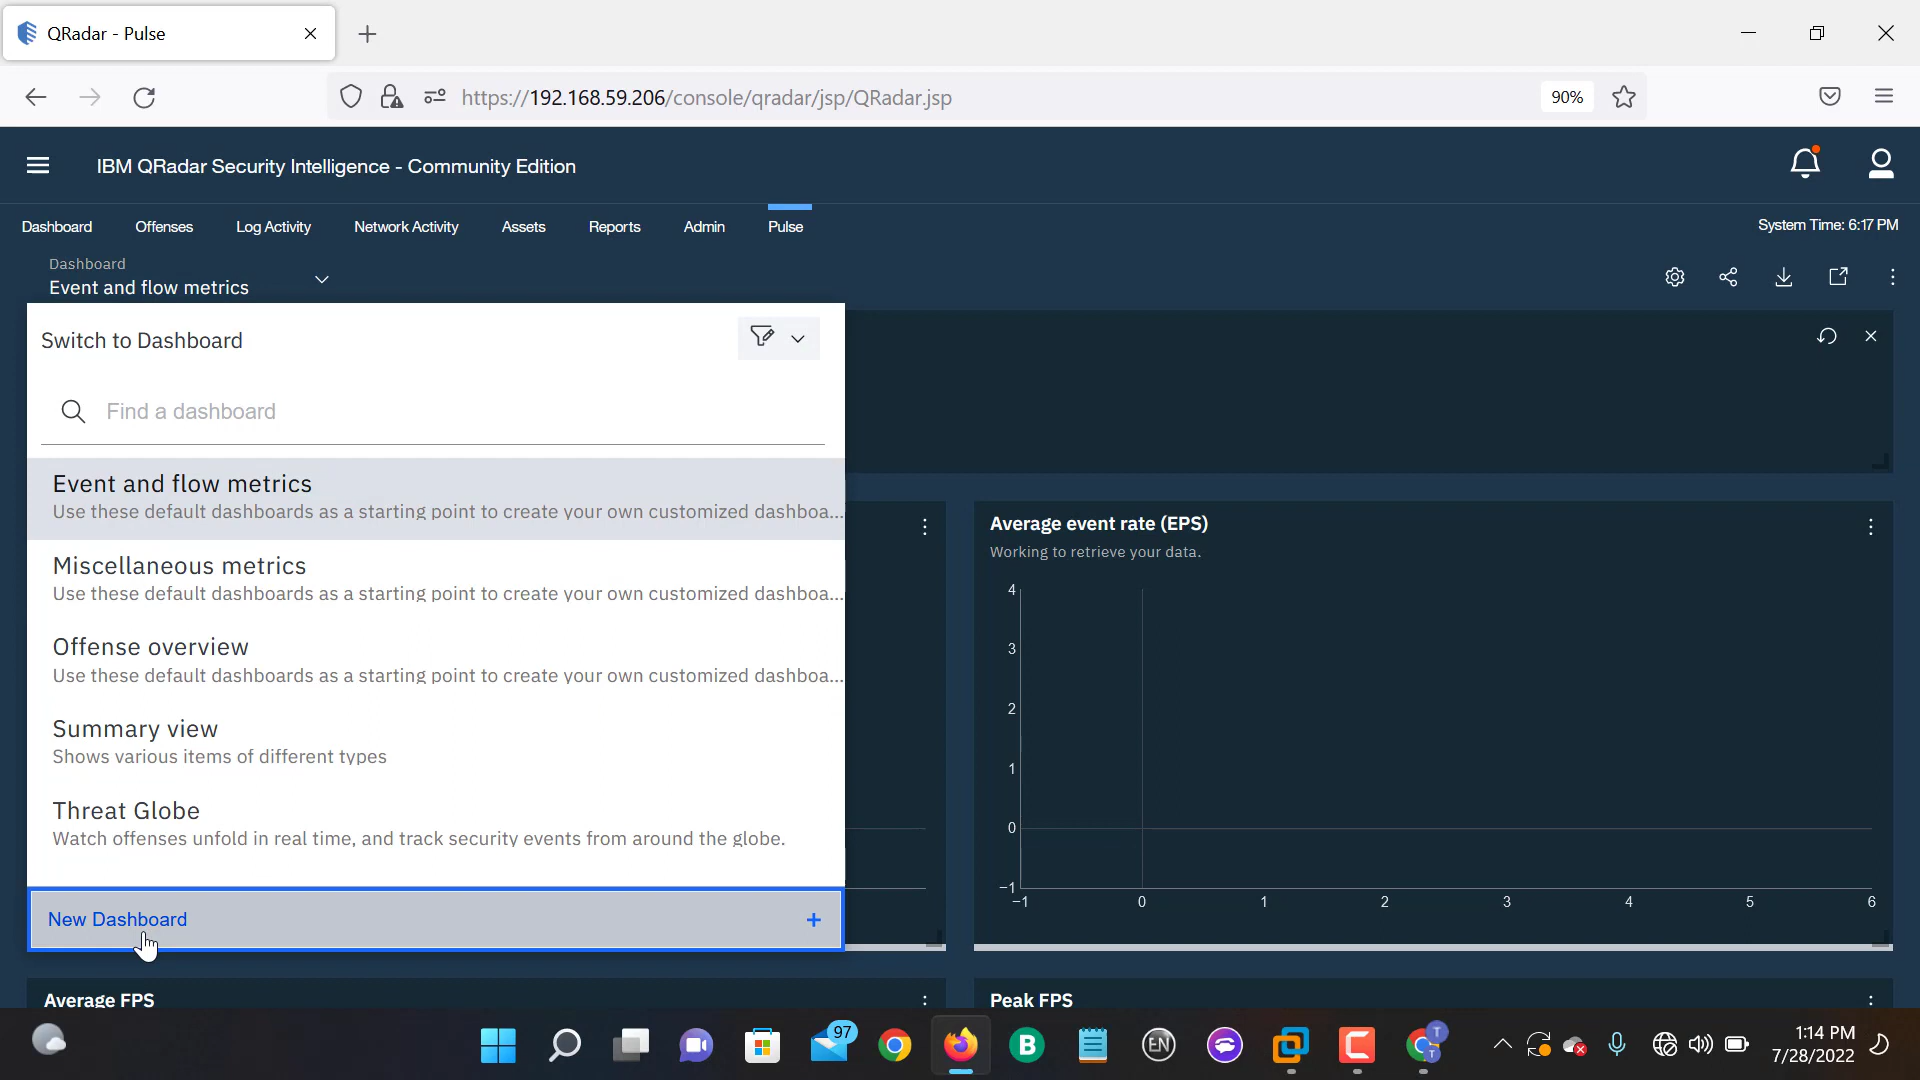 QRadar - Pulse
https://192.168.59.206/console/qradar/jsp/QRadar.jsp
90%
IBM QRadar Security Intelligence - Community Edition
Dashboard
Offenses
Log Activity
Network Activity
Assets
Reports
Admin
Pulse
System Time: 6:17 PM
Dashboard
Event and flow metrics
Switch to Dashboard
Find a dashboard
Event and flow metrics
Use these default dashboards as a starting point to create your own customized dashboa...
Miscellaneous metrics
Use these default dashboards as a starting point to create your own customized dashboa...
Offense overview
Use these default dashboards as a starting point to create your own customized dashboa...
Summary view
Shows various items of different types
Threat Globe
Watch offenses unfold in real time, and track security events from around the globe.
New Dashboard
+
Average event rate (EPS)
Working to retrieve your data.
4
3
2
1
0
−1
−1
0
1
2
3
4
5
6
Average FPS
Peak FPS
97
B
EN
T
T
1:14 PM
7/28/2022